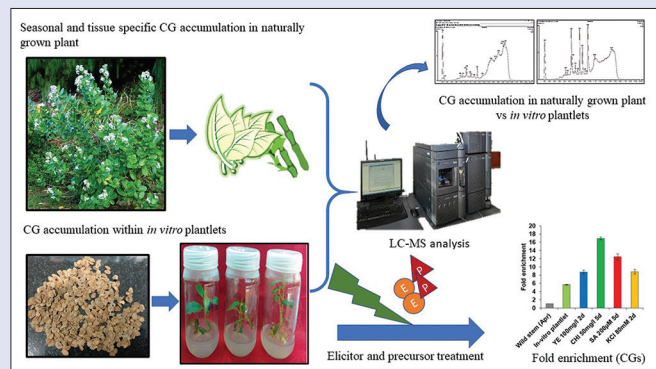 Seasonal and tissue specific CG accumulation in naturally
grown plant
CG accumulation in naturally grown plant
vs in vitro plantlets
CG accumulation within in vitro plantlets
LC-MS analysis
E
P
E
P
Elicitor and precursor treatment
Fold enrichment
20
18
16
14
12
10
8
6
4
2
0
Wild stem (Apr)
In-vitro plantlet
YE 100mg/l 2d
CHI 50mg/l 5d
SA 200µM 5d
KCl 80mM 2d
Fold enrichment (CGs)